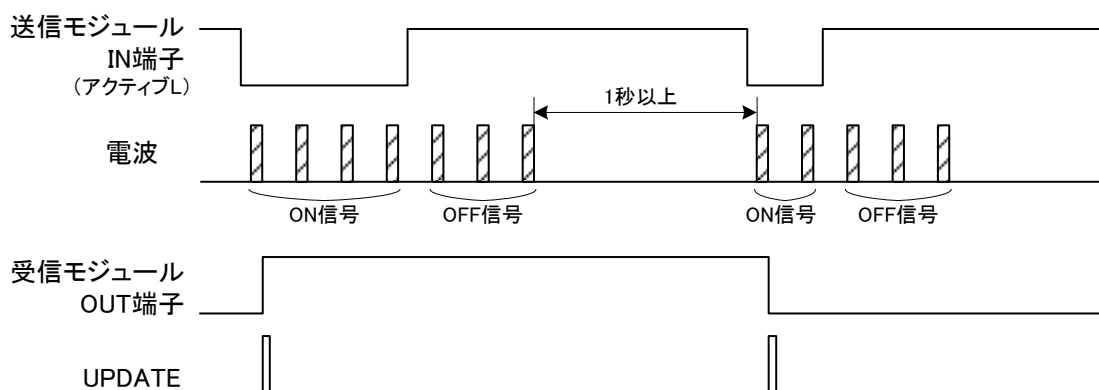 送信モジュール
IN端子
（アクティブL）
1秒以上
電波
ON信号
OFF信号
ON信号
OFF信号
受信モジュール
OUT端子
UPDATE